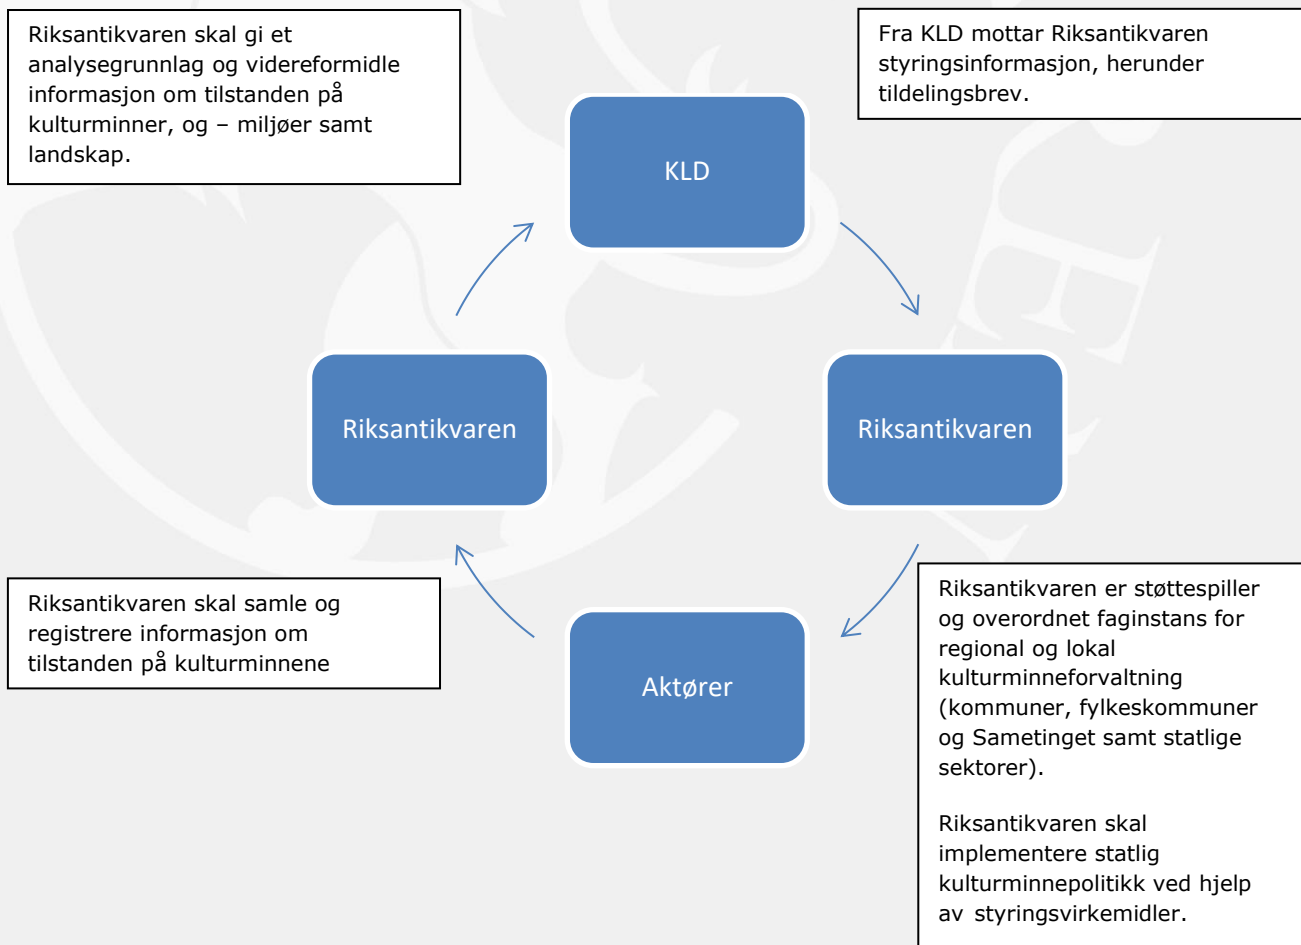 Riksantikvaren skal gi et
analysegrunnlag og videreformidle
informasjon om tilstanden på
kulturminner, og – miljøer samt
landskap.
Fra KLD mottar Riksantikvaren
styringsinformasjon, herunder
tildelingsbrev.
KLD
Riksantikvaren
Riksantikvaren
Riksantikvaren skal samle og
registrere informasjon om
tilstanden på kulturminnene
Aktører
Riksantikvaren er støttespiller
og overordnet faginstans for
regional og lokal
kulturminneforvaltning
(kommuner, fylkeskommuner
og Sametinget samt statlige
sektorer).
Riksantikvaren skal
implementere statlig
kulturminnepolitikk ved hjelp
av styringsvirkemidler.